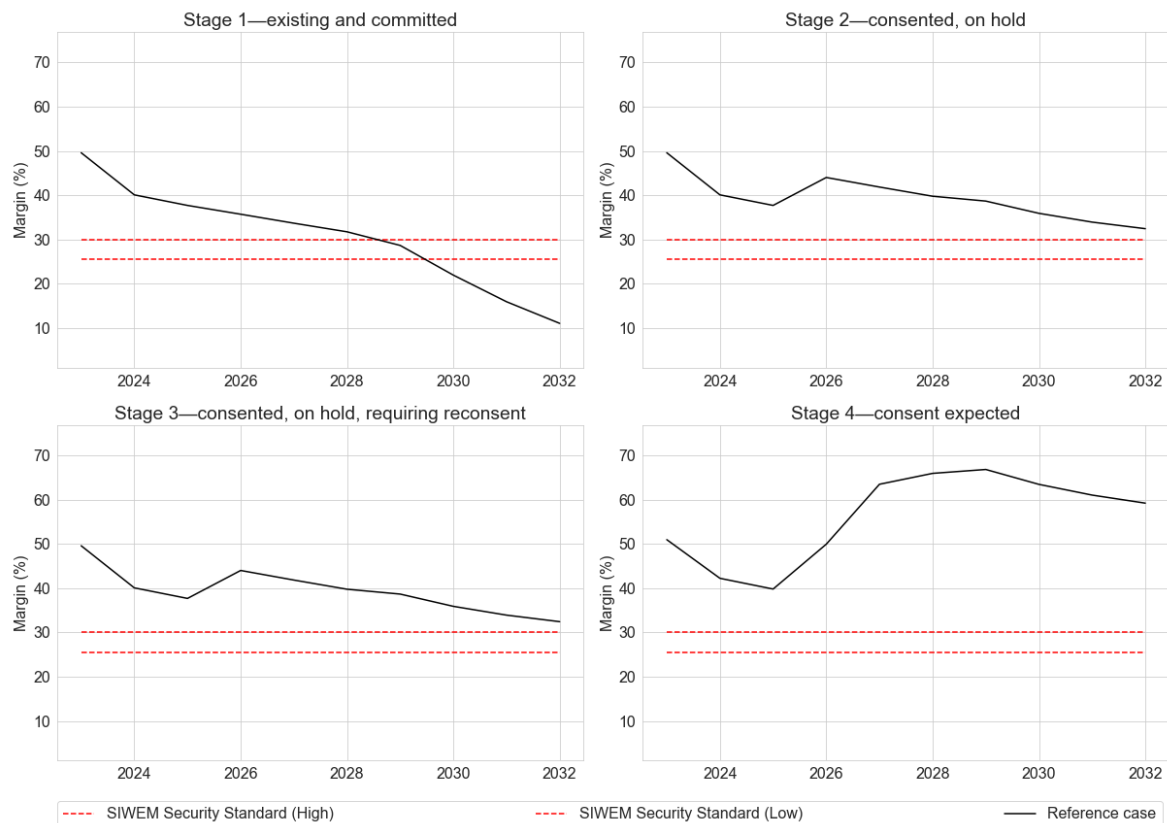 Stage 1—existing and committed
Stage 2—consented, on hold
Margin (%)
70
60
50
40
30
20
10
2024 2026 2028 2030 2032
Margin (%)
70
60
50
40
30
20
10
2024 2026 2028 2030 2032
Stage 3—consented, on hold, requiring reconsent
Stage 4—consent expected
Margin (%)
70
60
50
40
30
20
10
2024 2026 2028 2030 2032
Margin (%)
70
60
50
40
30
20
10
2024 2026 2028 2030 2032
SIWEM Security Standard (High) SIWEM Security Standard (Low) Reference case